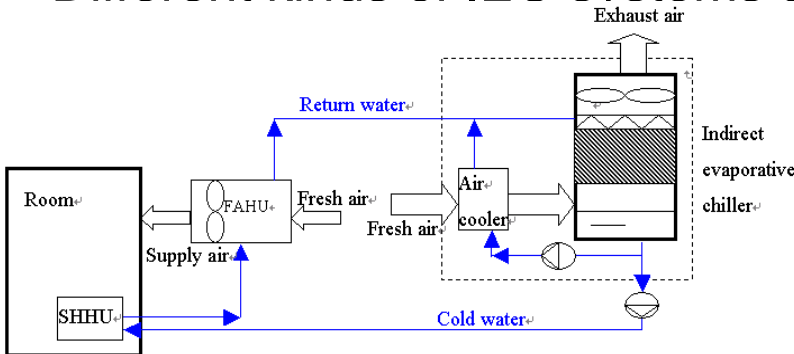 Exhaust air
Return water
Indirect
evaporative
chiller
Room
FAHU
Fresh air
Air
cooler
Fresh air
Supply air
SHHU
Cold water